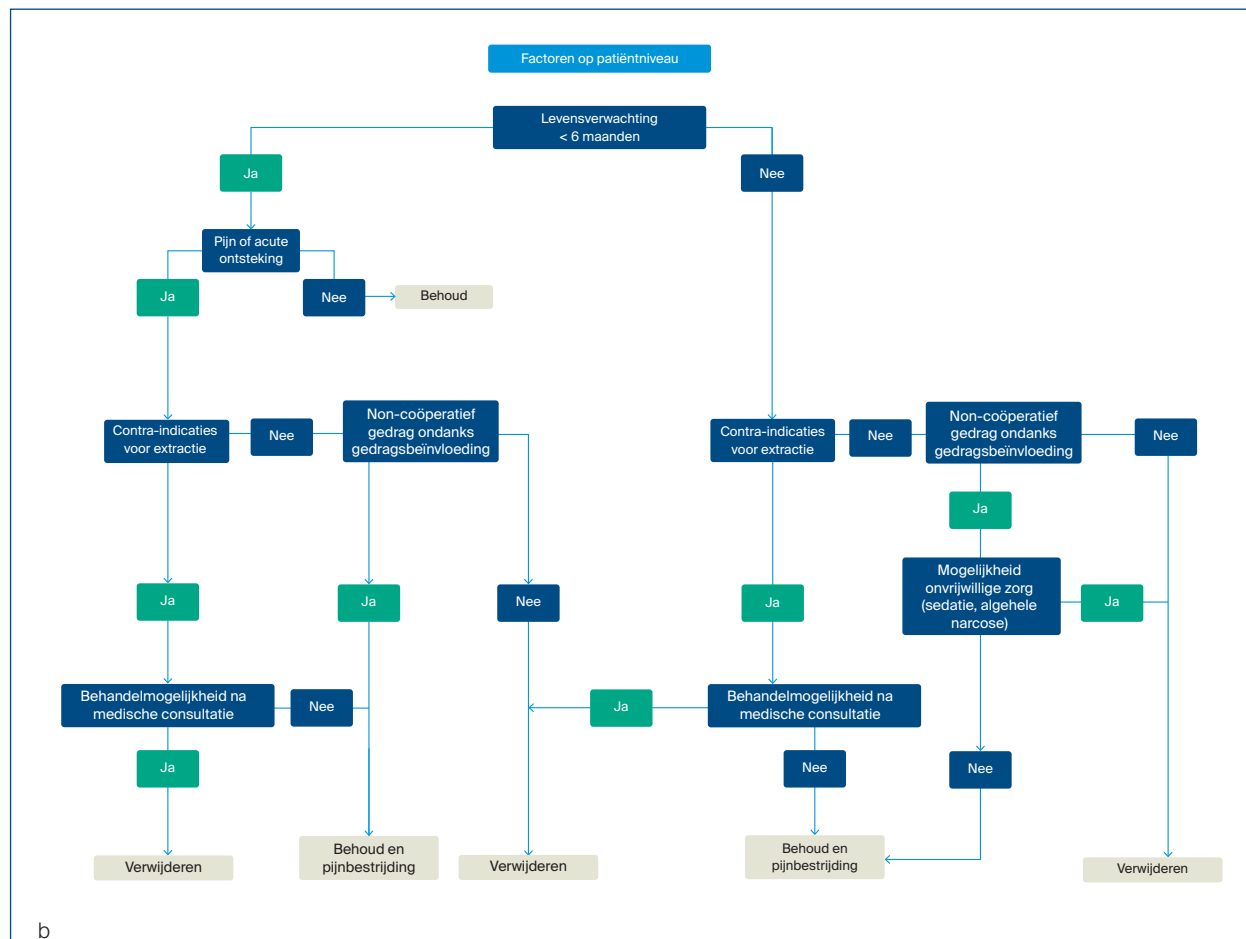 Factoren op patiëntniveau
Levensverwachting
< 6 maanden
Ja
Nee
Pijn of acute
ontsteking
Ja
Nee
Behoud
Contra-indicaties
voor extractie
Nee
Non-coöperatief
gedrag ondanks
gedragsbeïnvloeding
Contra-indicaties
voor extractie
Nee
Non-coöperatief
gedrag ondanks
gedragsbeïnvloeding
Nee
Ja
Ja
Ja
Nee
Ja
Mogelijkheid
onvrijwillige zorg
(sedatie, algehele
narcose)
Ja
Behandelmogelijkheid na
medische consultatie
Nee
Ja
Behandelmogelijkheid na
medische consultatie
Ja
Nee
Nee
Verwijderen
Behoud en
pijnbestrijding
Verwijderen
Behoud en
pijnbestrijding
Verwijderen
b